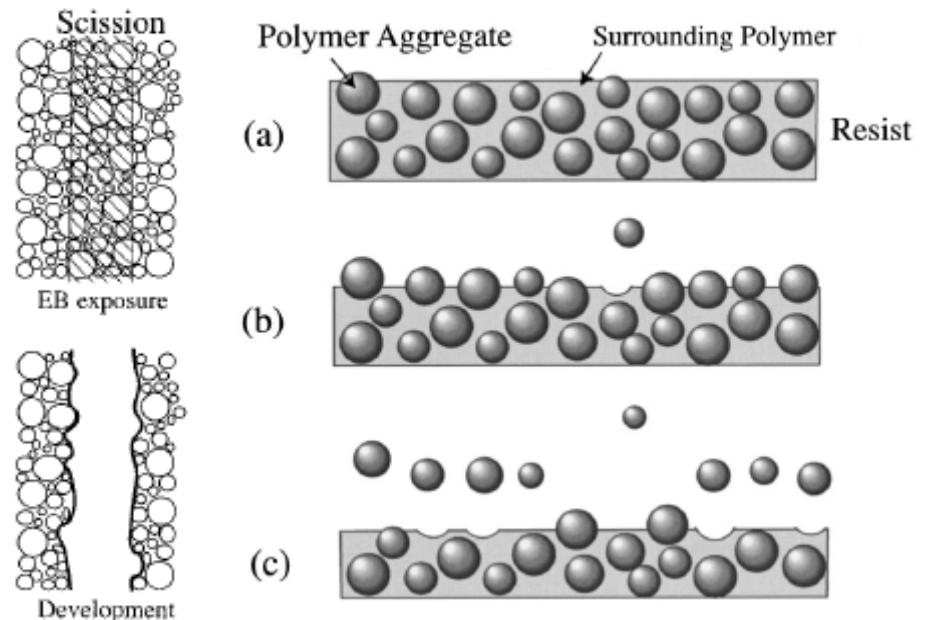 Scission
EB exposure
Development
Polymer Aggregate
Surrounding Polymer
(a)
Resist
(b)
(c)